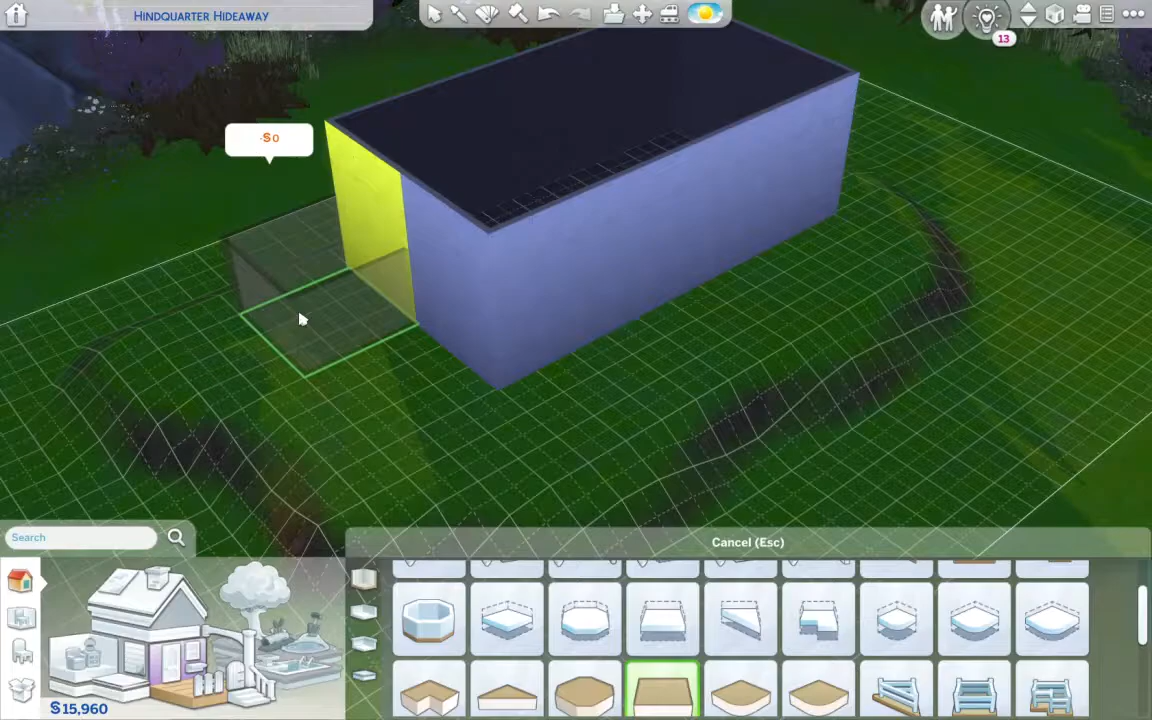 HINDQUARTER HIDEAWAY
13
-§0
Search
Cancel (Esc)
§15,960